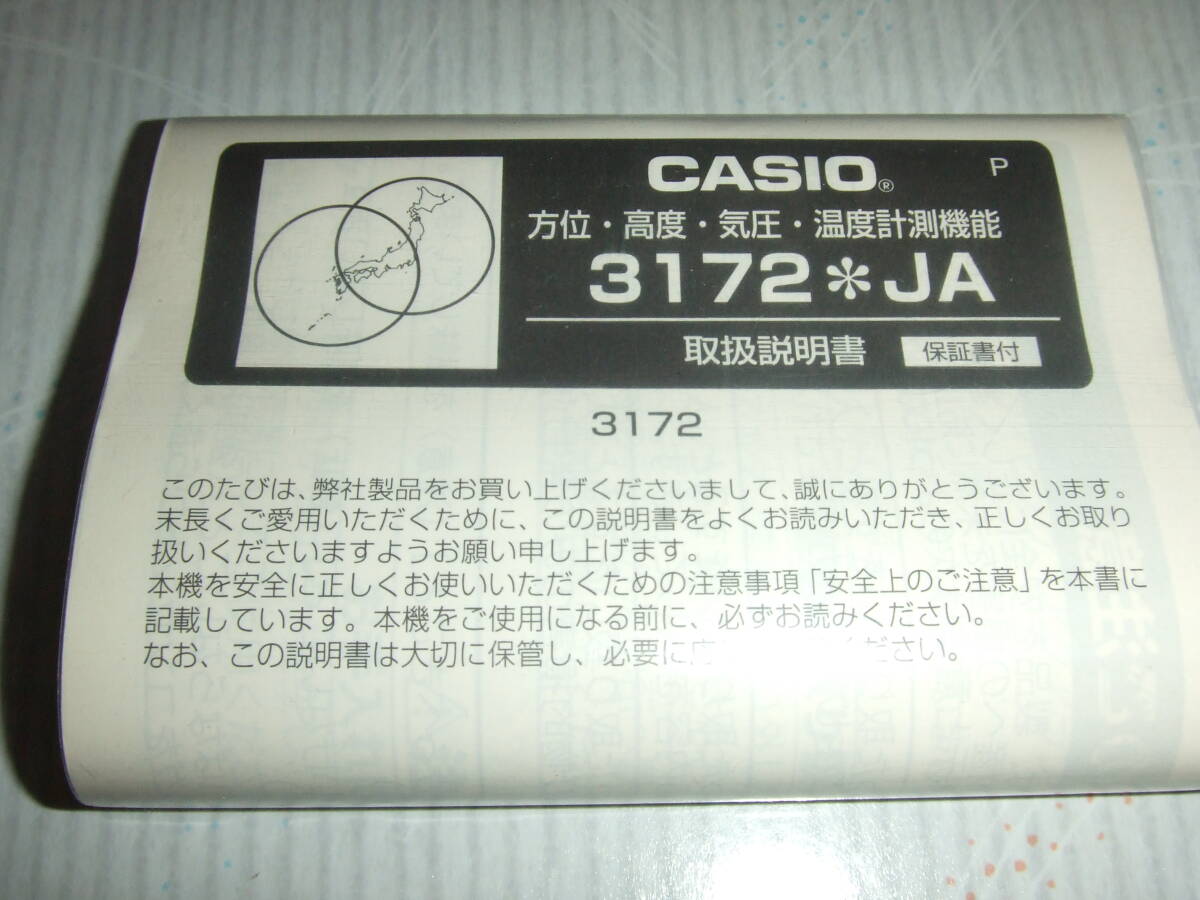 CASIO®
P
方位・高度・気圧・温度計測機能
3172*JA
取扱説明書 保証書付
3172
このたびは、弊社製品をお買い上げくださいまして、誠にありがとうございます。
末長くご愛用いただくために、この説明書をよくお読みいただき、正しくお取り
扱いくださいますようお願い申し上げます。
本機を安全に正しくお使いいただくための注意事項「安全上のご注意」を本書に
記載しています。本機をご使用になる前に、必ずお読みください。
なお、この説明書は大切に保管し、必要に ください。